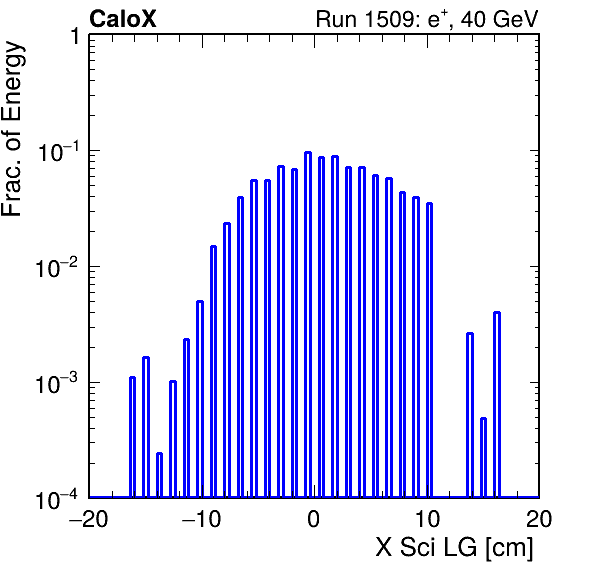 CaloX Run 1509: e⁺, 40 GeV
Frac. of Energy
1
10⁻¹
10⁻²
10⁻³
10⁻⁴
−20 −10 0 10 20
X Sci LG [cm]